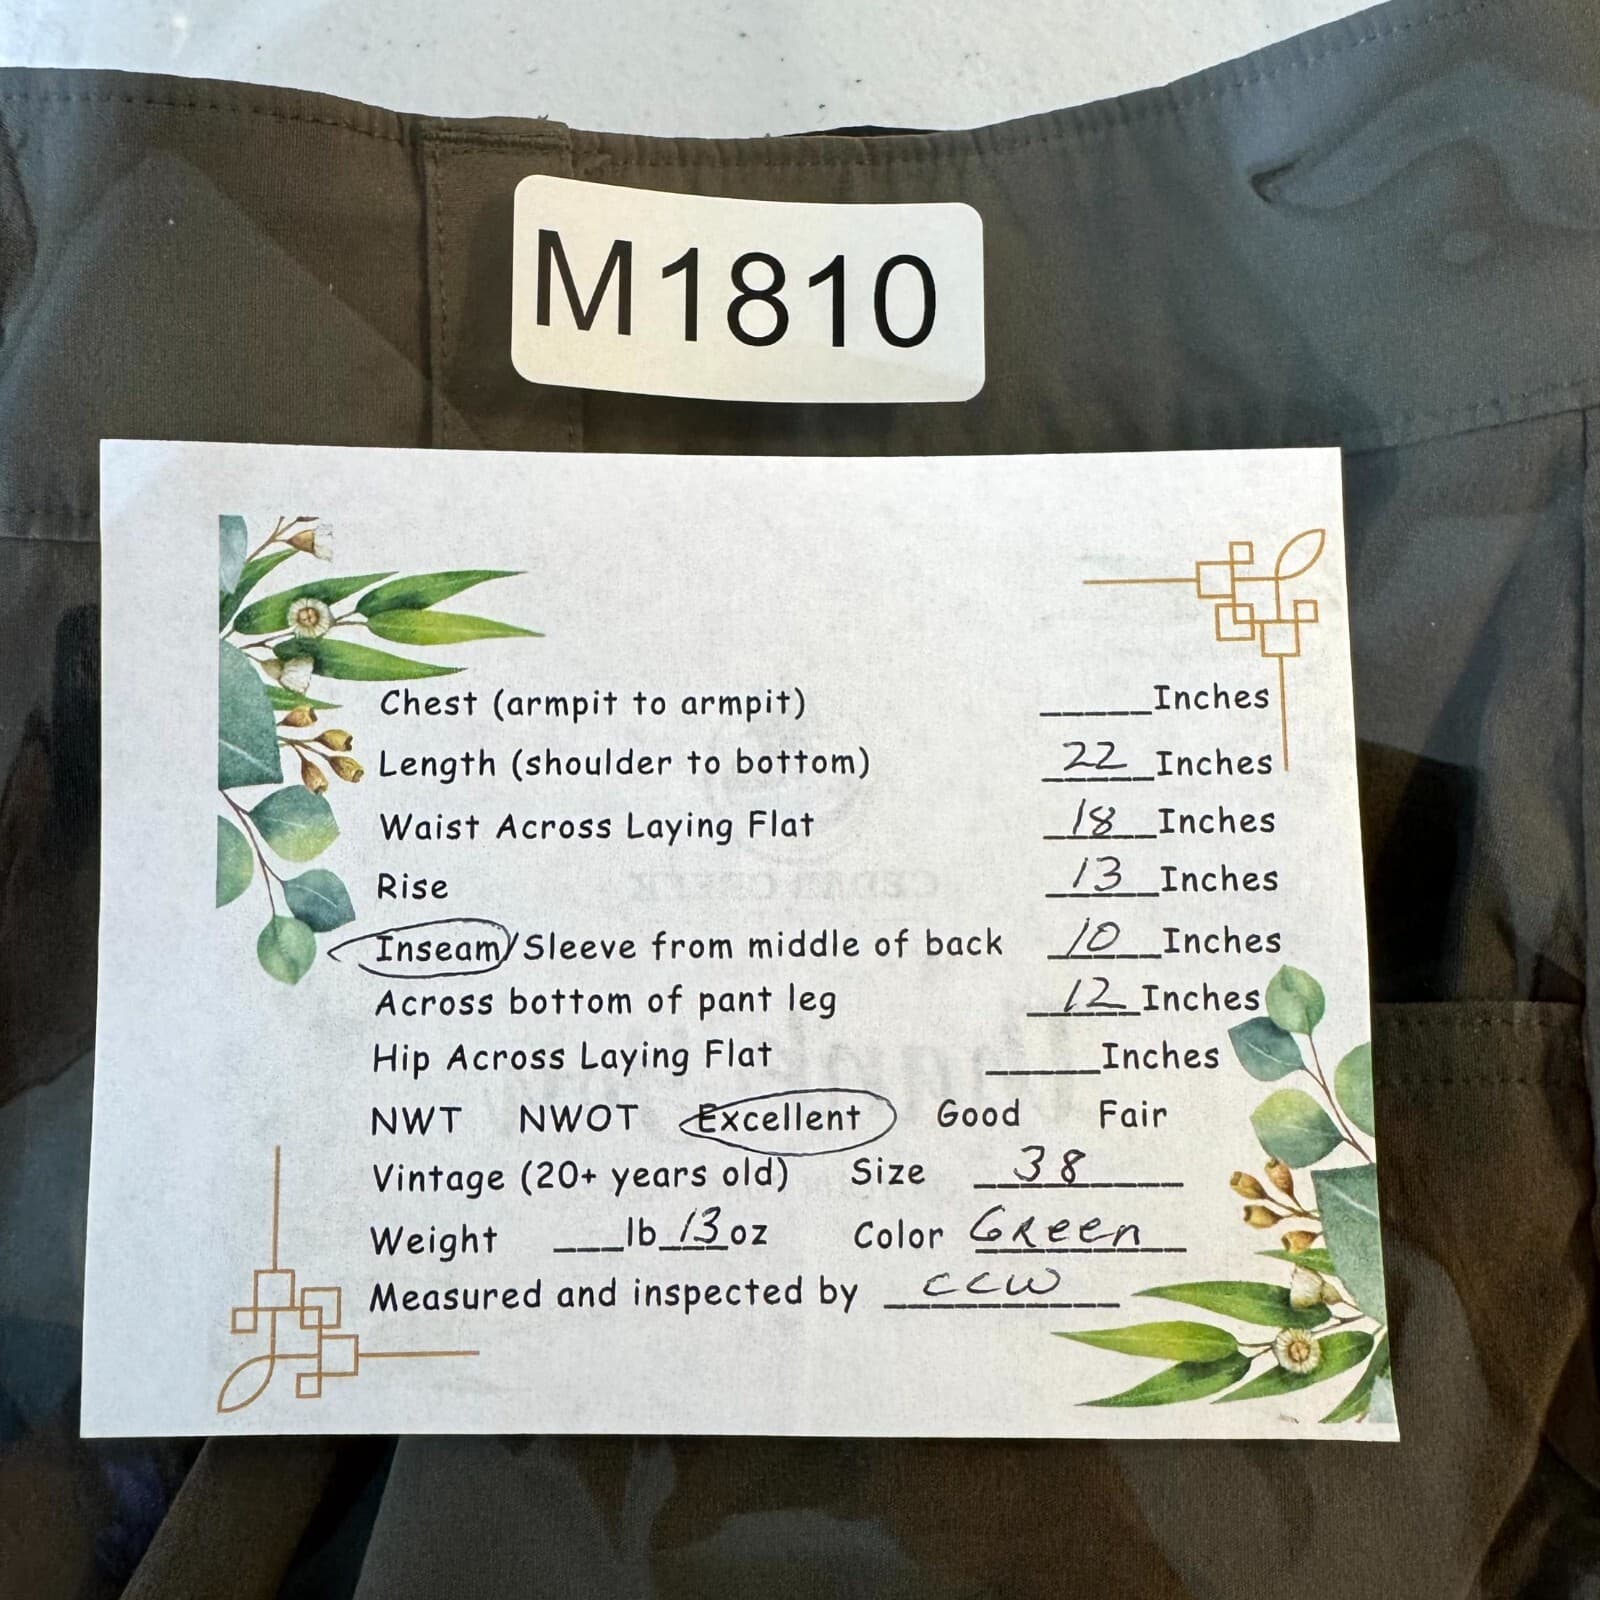 M1810
Chest (armpit to armpit) _____Inches
Length (shoulder to bottom) 22 Inches
Waist Across Laying Flat 18 Inches
Rise 13 Inches
Inseam/Sleeve from middle of back 10 Inches
Across bottom of pant leg 12 Inches
Hip Across Laying Flat _____Inches
NWT NWOT Excellent Good Fair
Vintage (20+ years old) Size 38
Weight ___lb 13 oz Color Green
Measured and inspected by CCW